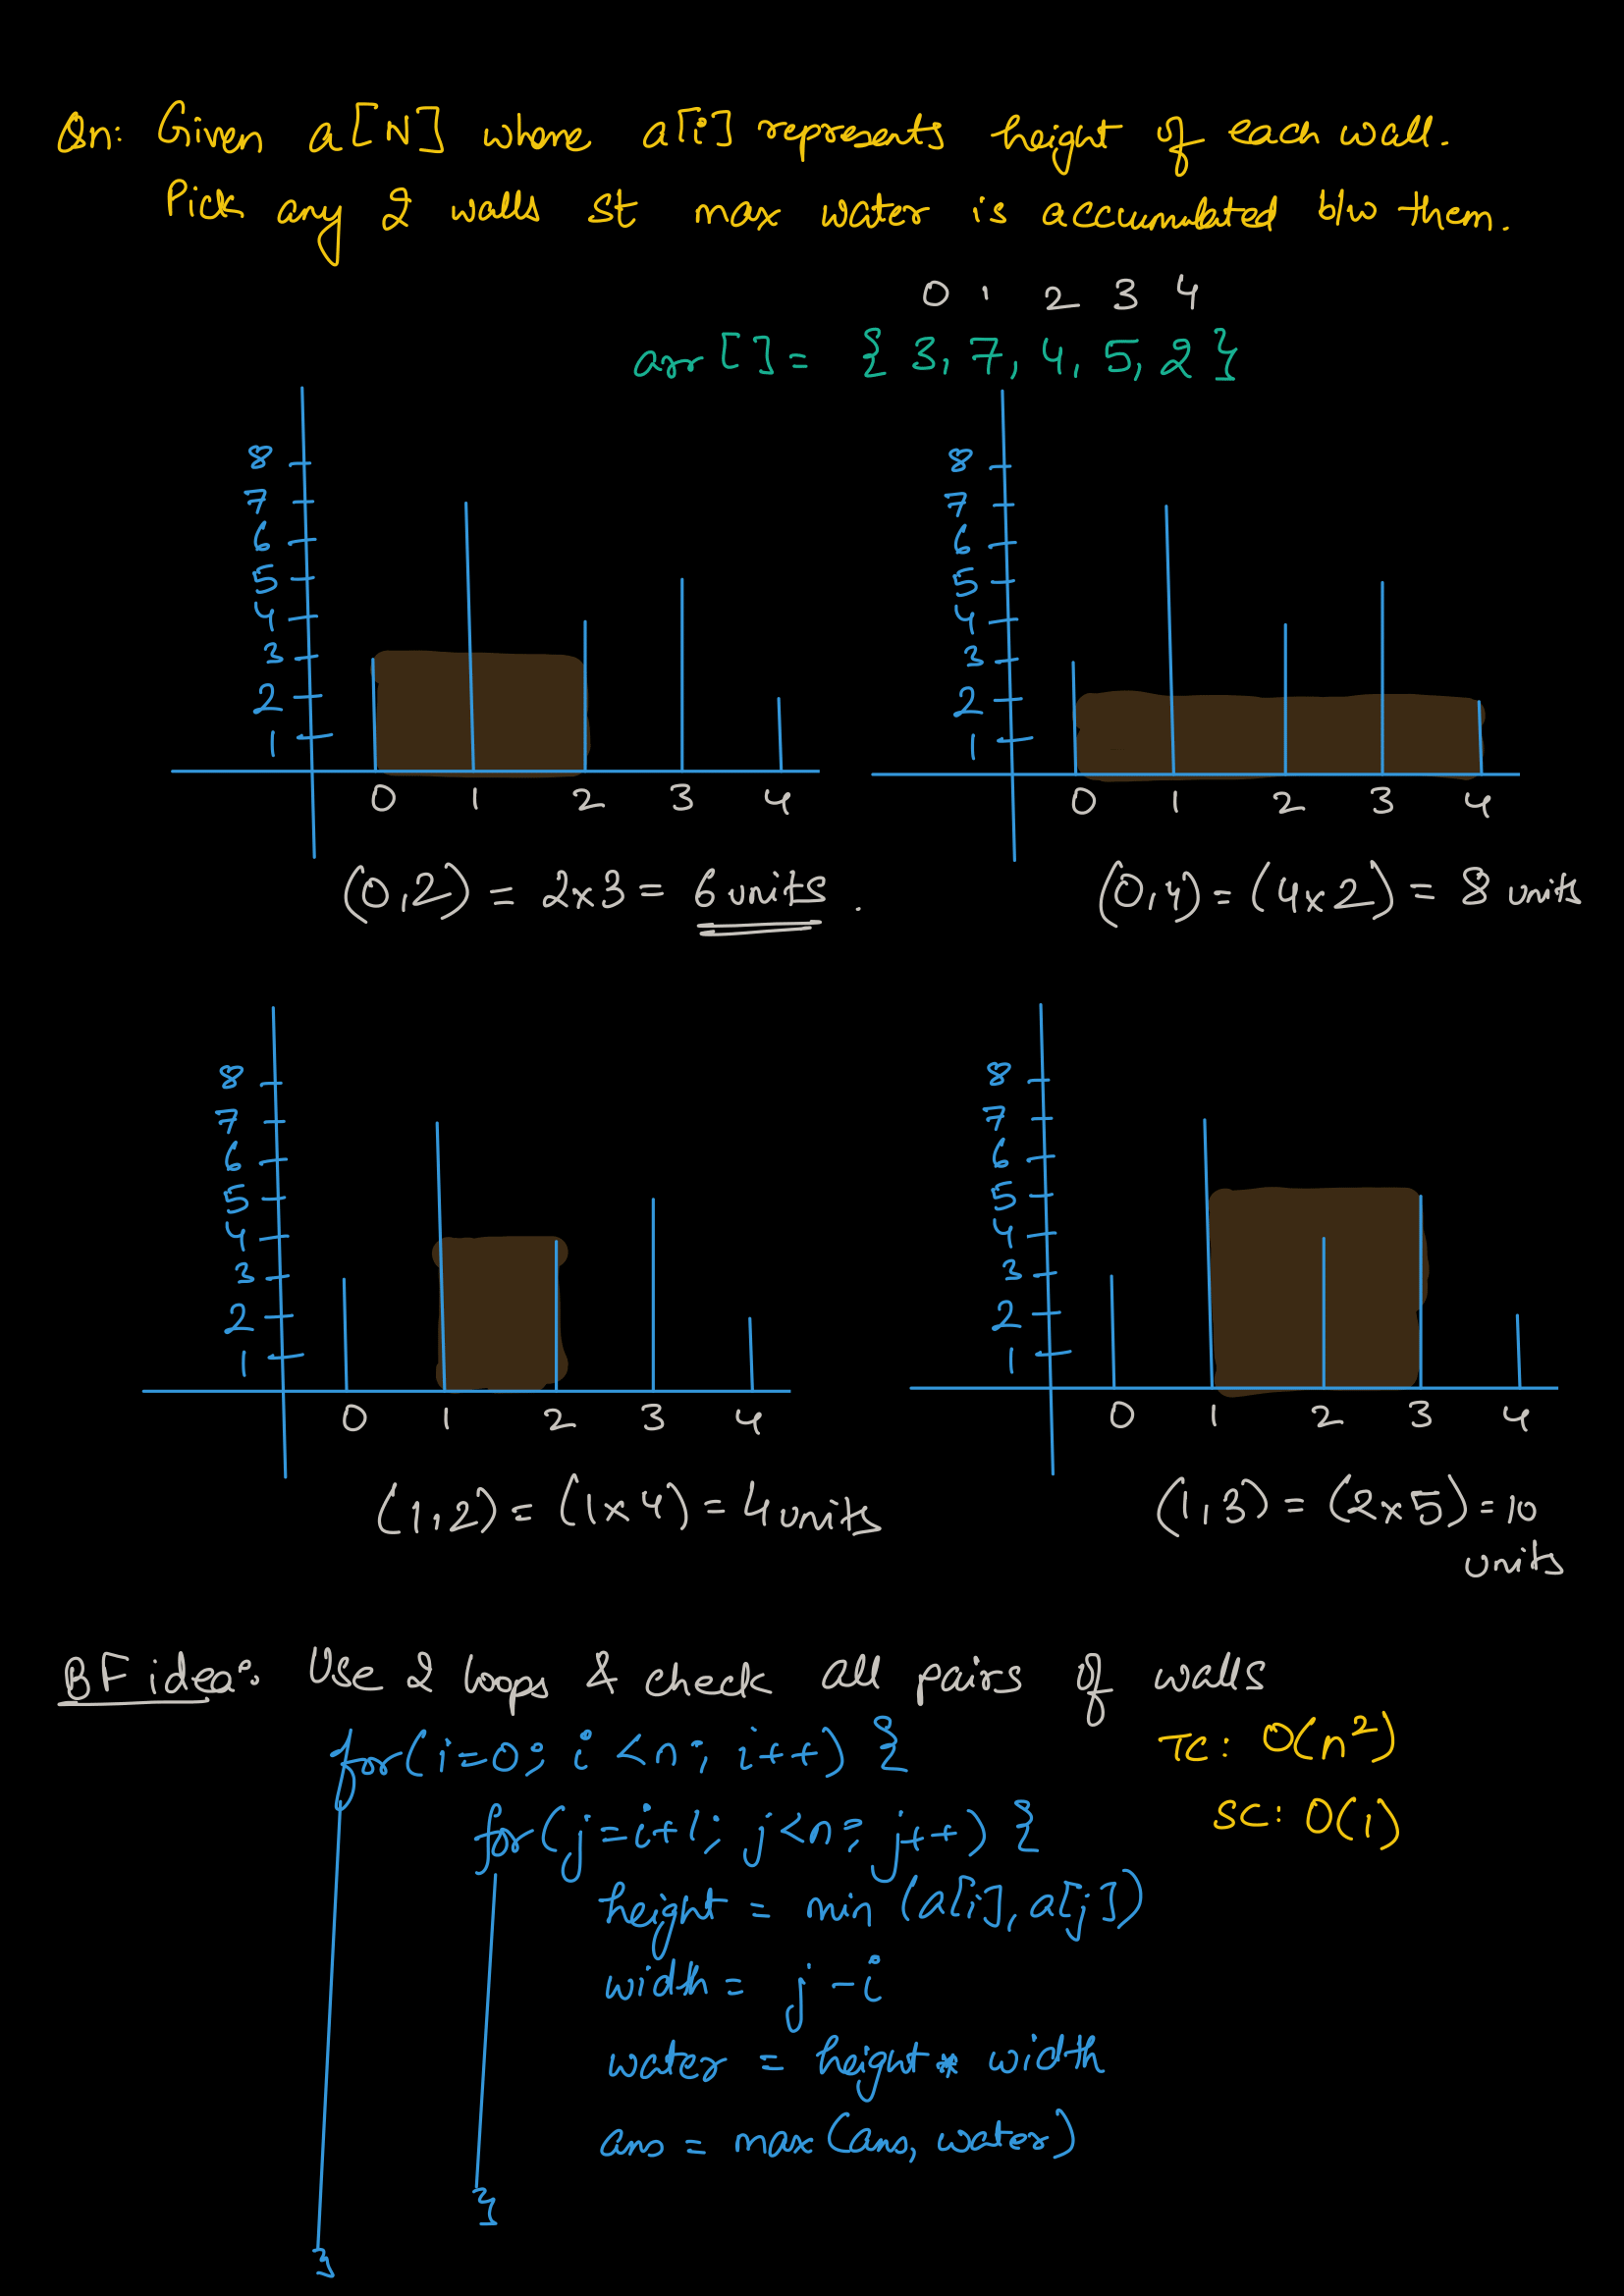 Qn: Given a[N] where a[i] represents height of each wall.
Pick any 2 walls st max water is accumulated b/w them.
0 1 2 3 4
arr[] = { 3, 7, 4, 5, 2 }
8
7
6
5
4
3
2
1
0 1 2 3 4
(0,2) = 2x3 = 6 units.
8
7
6
5
4
3
2
1
0 1 2 3 4
(0,4) = (4x2) = 8 units
8
7
6
5
4
3
2
1
0 1 2 3 4
(1,2) = (1x4) = 4 units
8
7
6
5
4
3
2
1
0 1 2 3 4
(1,3) = (2x5) = 10
units
BF idea: Use 2 loops & check all pairs of walls
for(i=0; i<n; i++) {
TC: O(n²)
for(j=i+1; j<n; j++) {
SC: O(1)
height = min (a[i], a[j])
width = j - i
water = height * width
ans = max(ans, water)
}
}